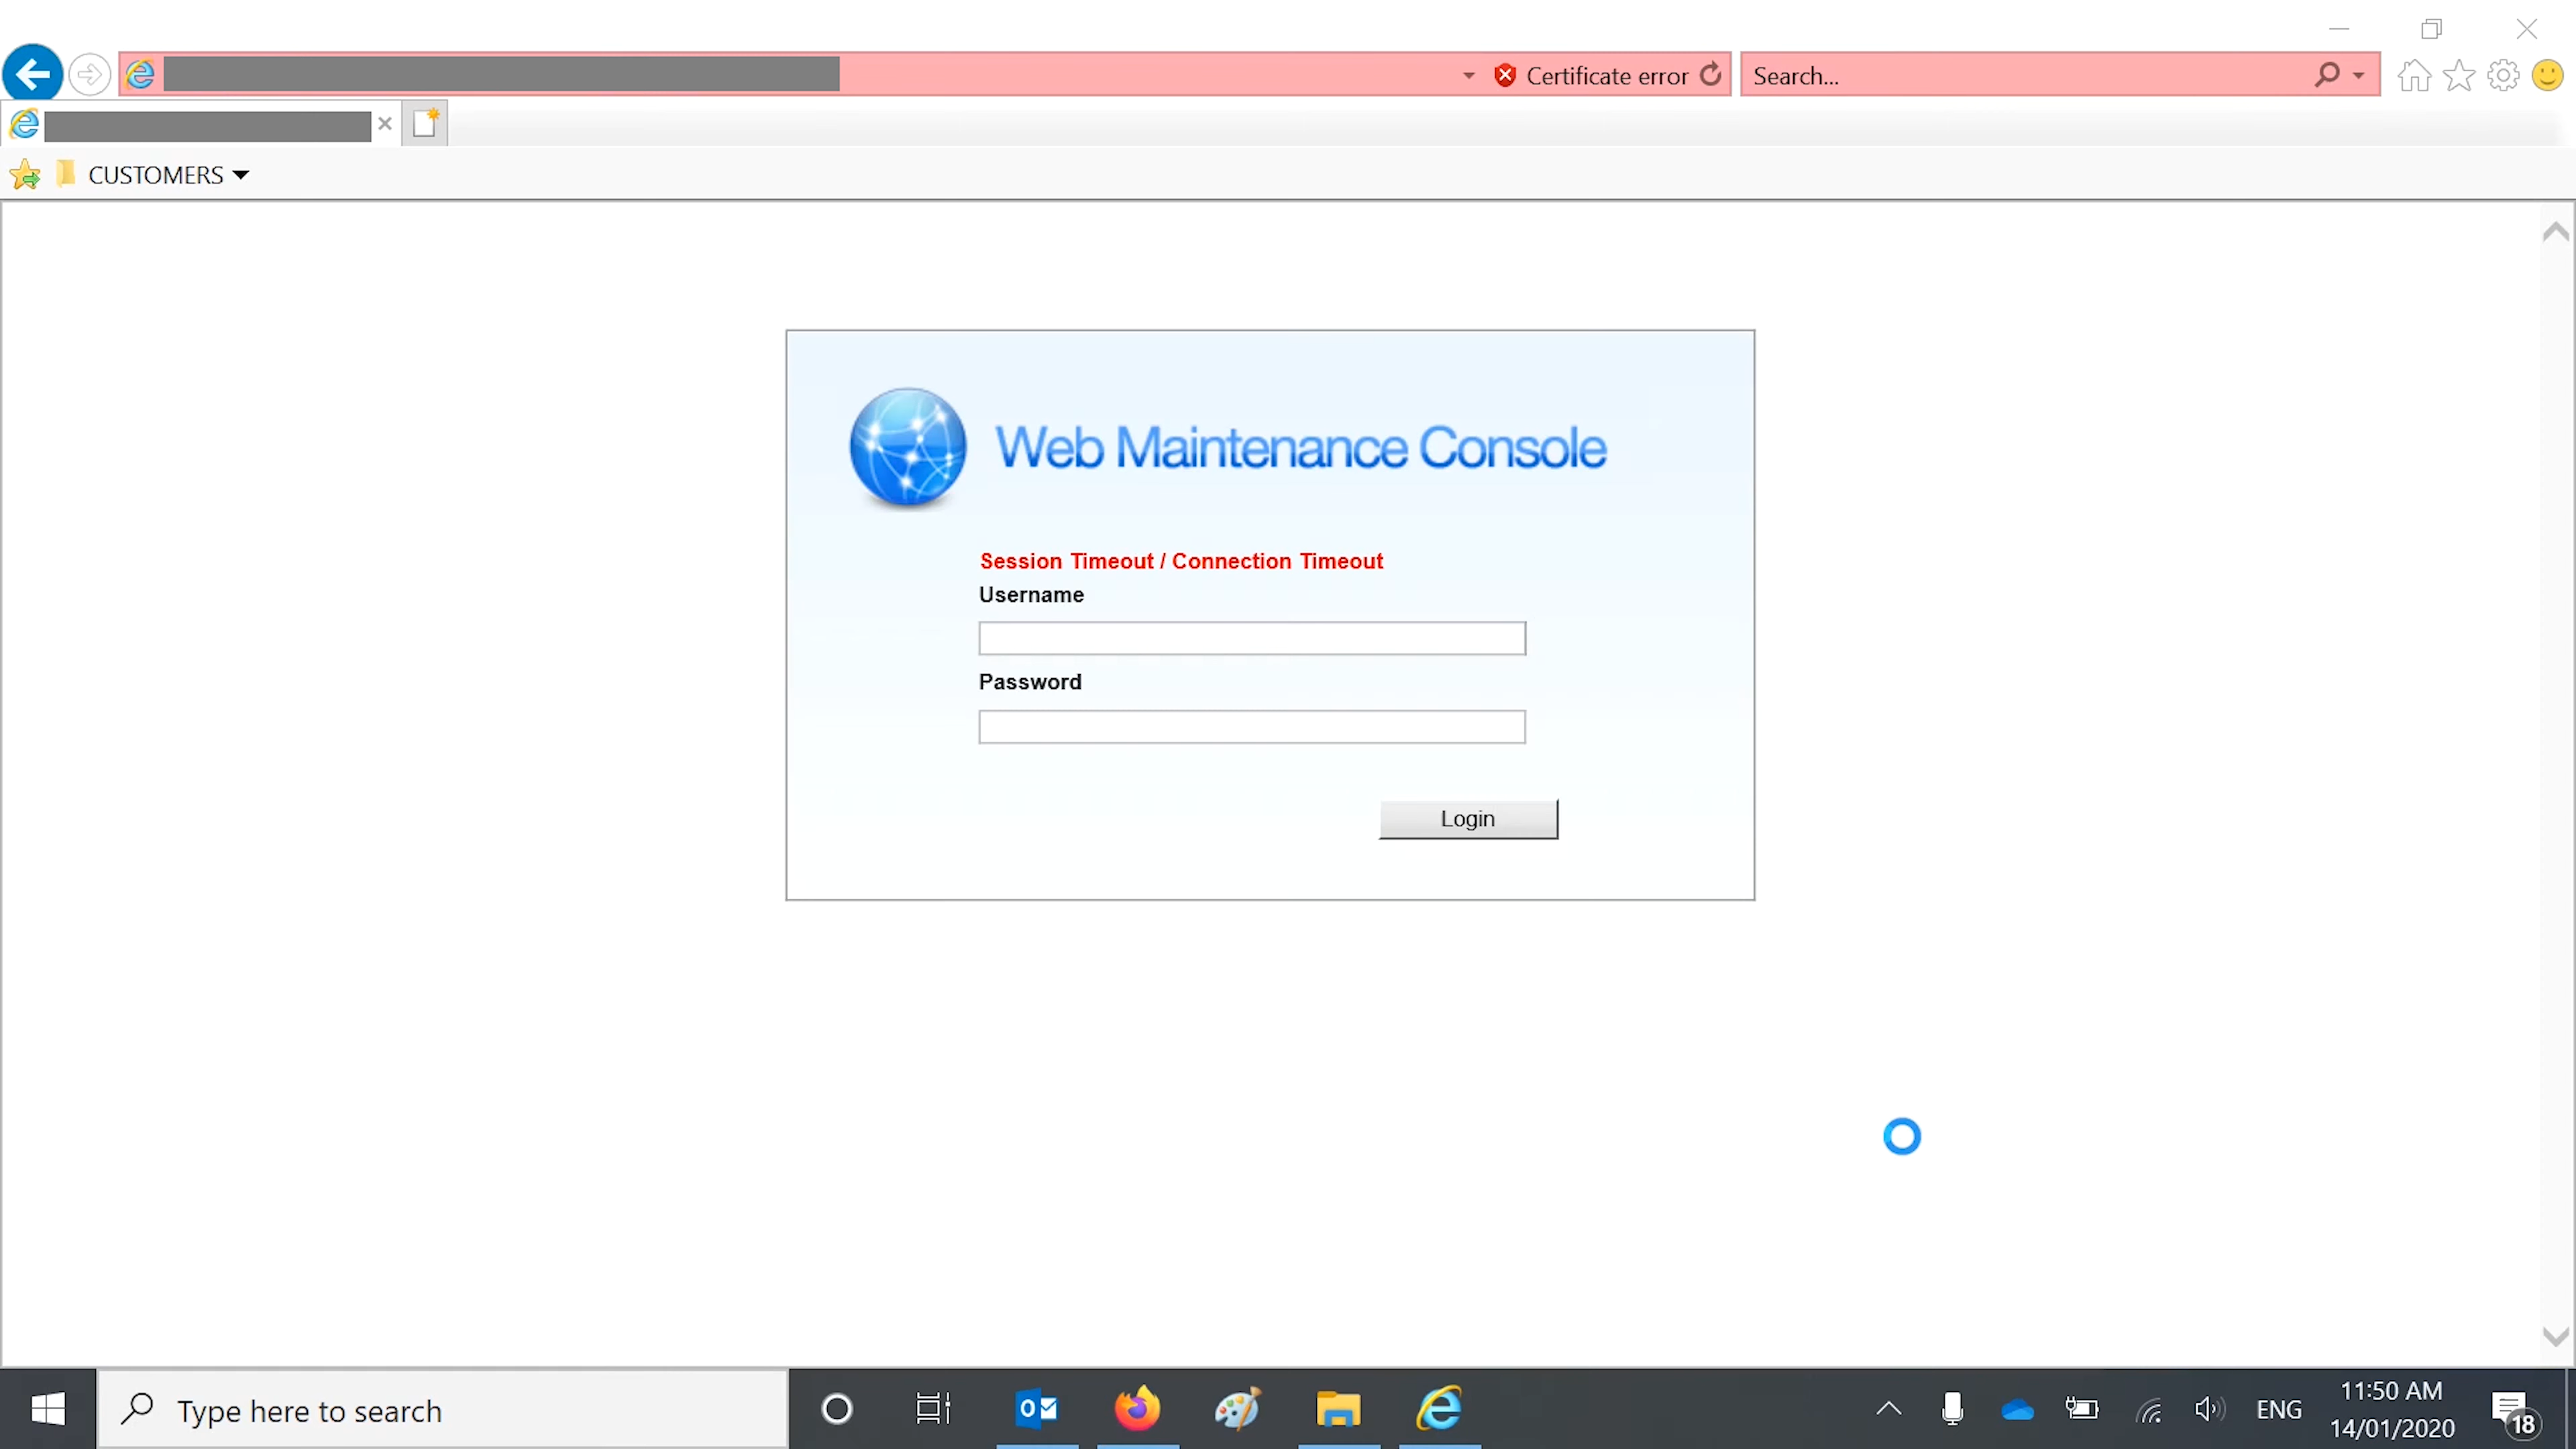 Certificate error
Search...
CUSTOMERS
Web Maintenance Console
Session Timeout / Connection Timeout
Username
Password
Login
Type here to search
ENG
11:50 AM
14/01/2020
18